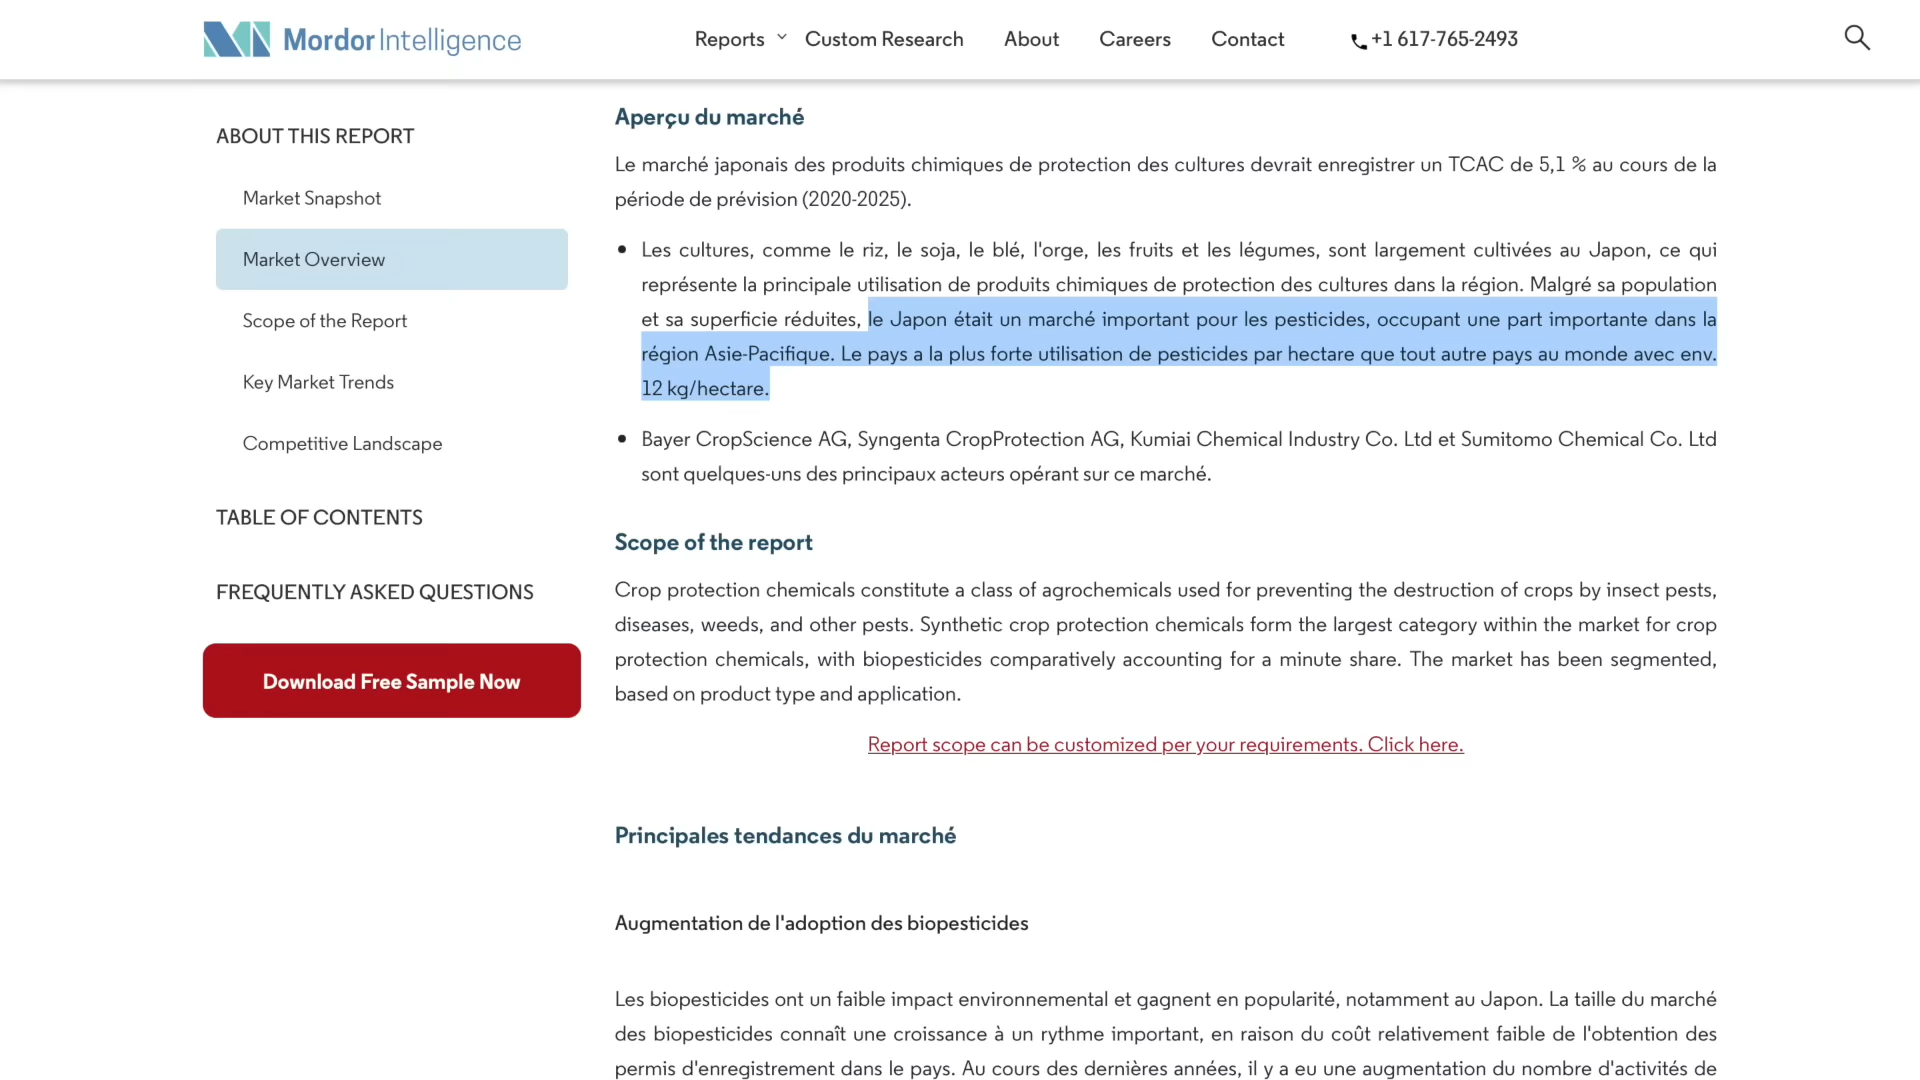 Mordor Intelligence
Reports
Custom Research
About
Careers
Contact
+1 617-765-2493
ABOUT THIS REPORT
Market Snapshot
Market Overview
Scope of the Report
Key Market Trends
Competitive Landscape
TABLE OF CONTENTS
FREQUENTLY ASKED QUESTIONS
Download Free Sample Now
Aperçu du marché
Le marché japonais des produits chimiques de protection des cultures devrait enregistrer un TCAC de 5,1 % au cours de la
période de prévision (2020-2025).
Les cultures, comme le riz, le soja, le blé, l'orge, les fruits et les légumes, sont largement cultivées au Japon, ce qui
représente la principale utilisation de produits chimiques de protection des cultures dans la région. Malgré sa population
et sa superficie réduites, le Japon était un marché important pour les pesticides, occupant une part importante dans la
région Asie-Pacifique. Le pays a la plus forte utilisation de pesticides par hectare que tout autre pays au monde avec env.
12 kg/hectare.
Bayer CropScience AG, Syngenta CropProtection AG, Kumiai Chemical Industry Co. Ltd et Sumitomo Chemical Co. Ltd
sont quelques-uns des principaux acteurs opérant sur ce marché.
Scope of the report
Crop protection chemicals constitute a class of agrochemicals used for preventing the destruction of crops by insect pests,
diseases, weeds, and other pests. Synthetic crop protection chemicals form the largest category within the market for crop
protection chemicals, with biopesticides comparatively accounting for a minute share. The market has been segmented,
based on product type and application.
Report scope can be customized per your requirements. Click here.
Principales tendances du marché
Augmentation de l'adoption des biopesticides
Les biopesticides ont un faible impact environnemental et gagnent en popularité, notamment au Japon. La taille du marché
des biopesticides connaît une croissance à un rythme important, en raison du coût relativement faible de l'obtention des
permis d'enregistrement dans le pays. Au cours des dernières années, il y a eu une augmentation du nombre d'activités de